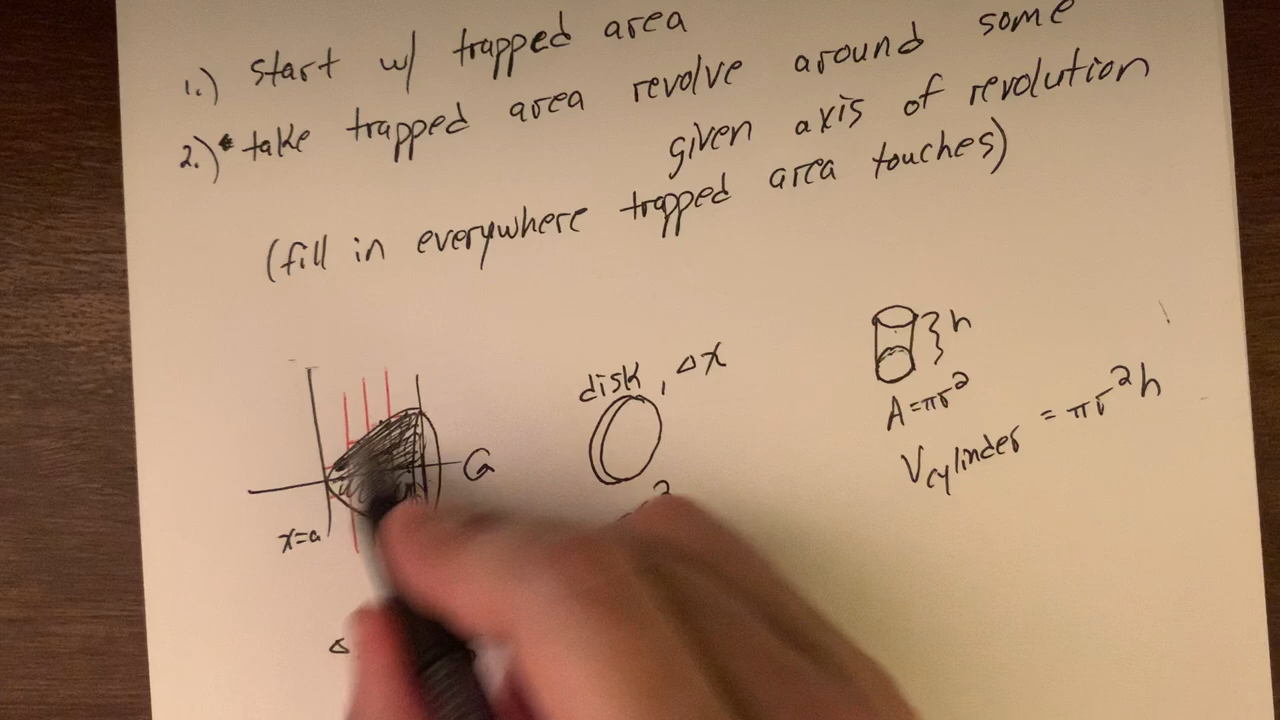 1.) start w/ trapped area
2.) take trapped area revolve around some
given axis of revolution
(fill in everywhere trapped area touches)
disk, Δx
} h
A=πr²
V cylinder = πr²h
x=a
Δ